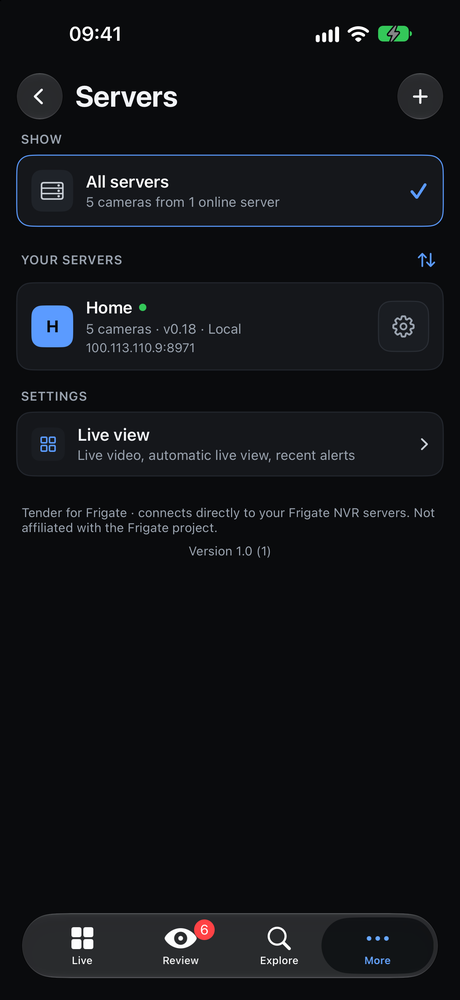 09:41
Servers
SHOW
All servers
5 cameras from 1 online server
YOUR SERVERS
H
Home
5 cameras · v0.18 · Local
100.113.110.9:8971
SETTINGS
Live view
Live video, automatic live view, recent alerts
Tender for Frigate · connects directly to your Frigate NVR servers. Not
affiliated with the Frigate project.
Version 1.0 (1)
6
Live
Review
Explore
More